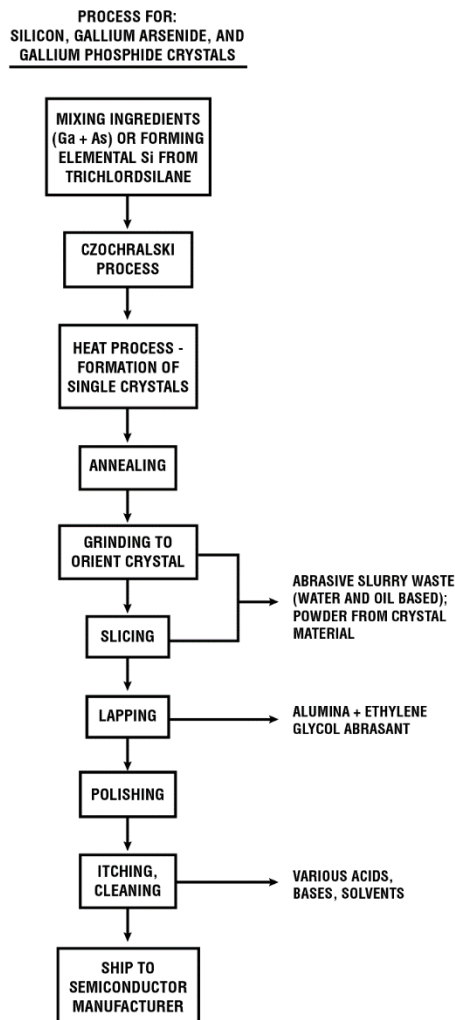 PROCESS FOR:
SILICON, GALLIUM ARSENIDE, AND
GALLIUM PHOSPHIDE CRYSTALS
MIXING INGREDIENTS
(Ga + As) OR FORMING
ELEMENTAL Si FROM
TRICHLORDSILANE
CZOCHRALSKI
PROCESS
HEAT PROCESS -
FORMATION OF
SINGLE CRYSTALS
ANNEALING
GRINDING TO
ORIENT CRYSTAL
SLICING
ABRASIVE SLURRY WASTE
(WATER AND OIL BASED);
POWDER FROM CRYSTAL
MATERIAL
LAPPING
ALUMINA + ETHYLENE
GLYCOL ABRASANT
POLISHING
ITCHING,
CLEANING
VARIOUS ACIDS,
BASES, SOLVENTS
SHIP TO
SEMICONDUCTOR
MANUFACTURER